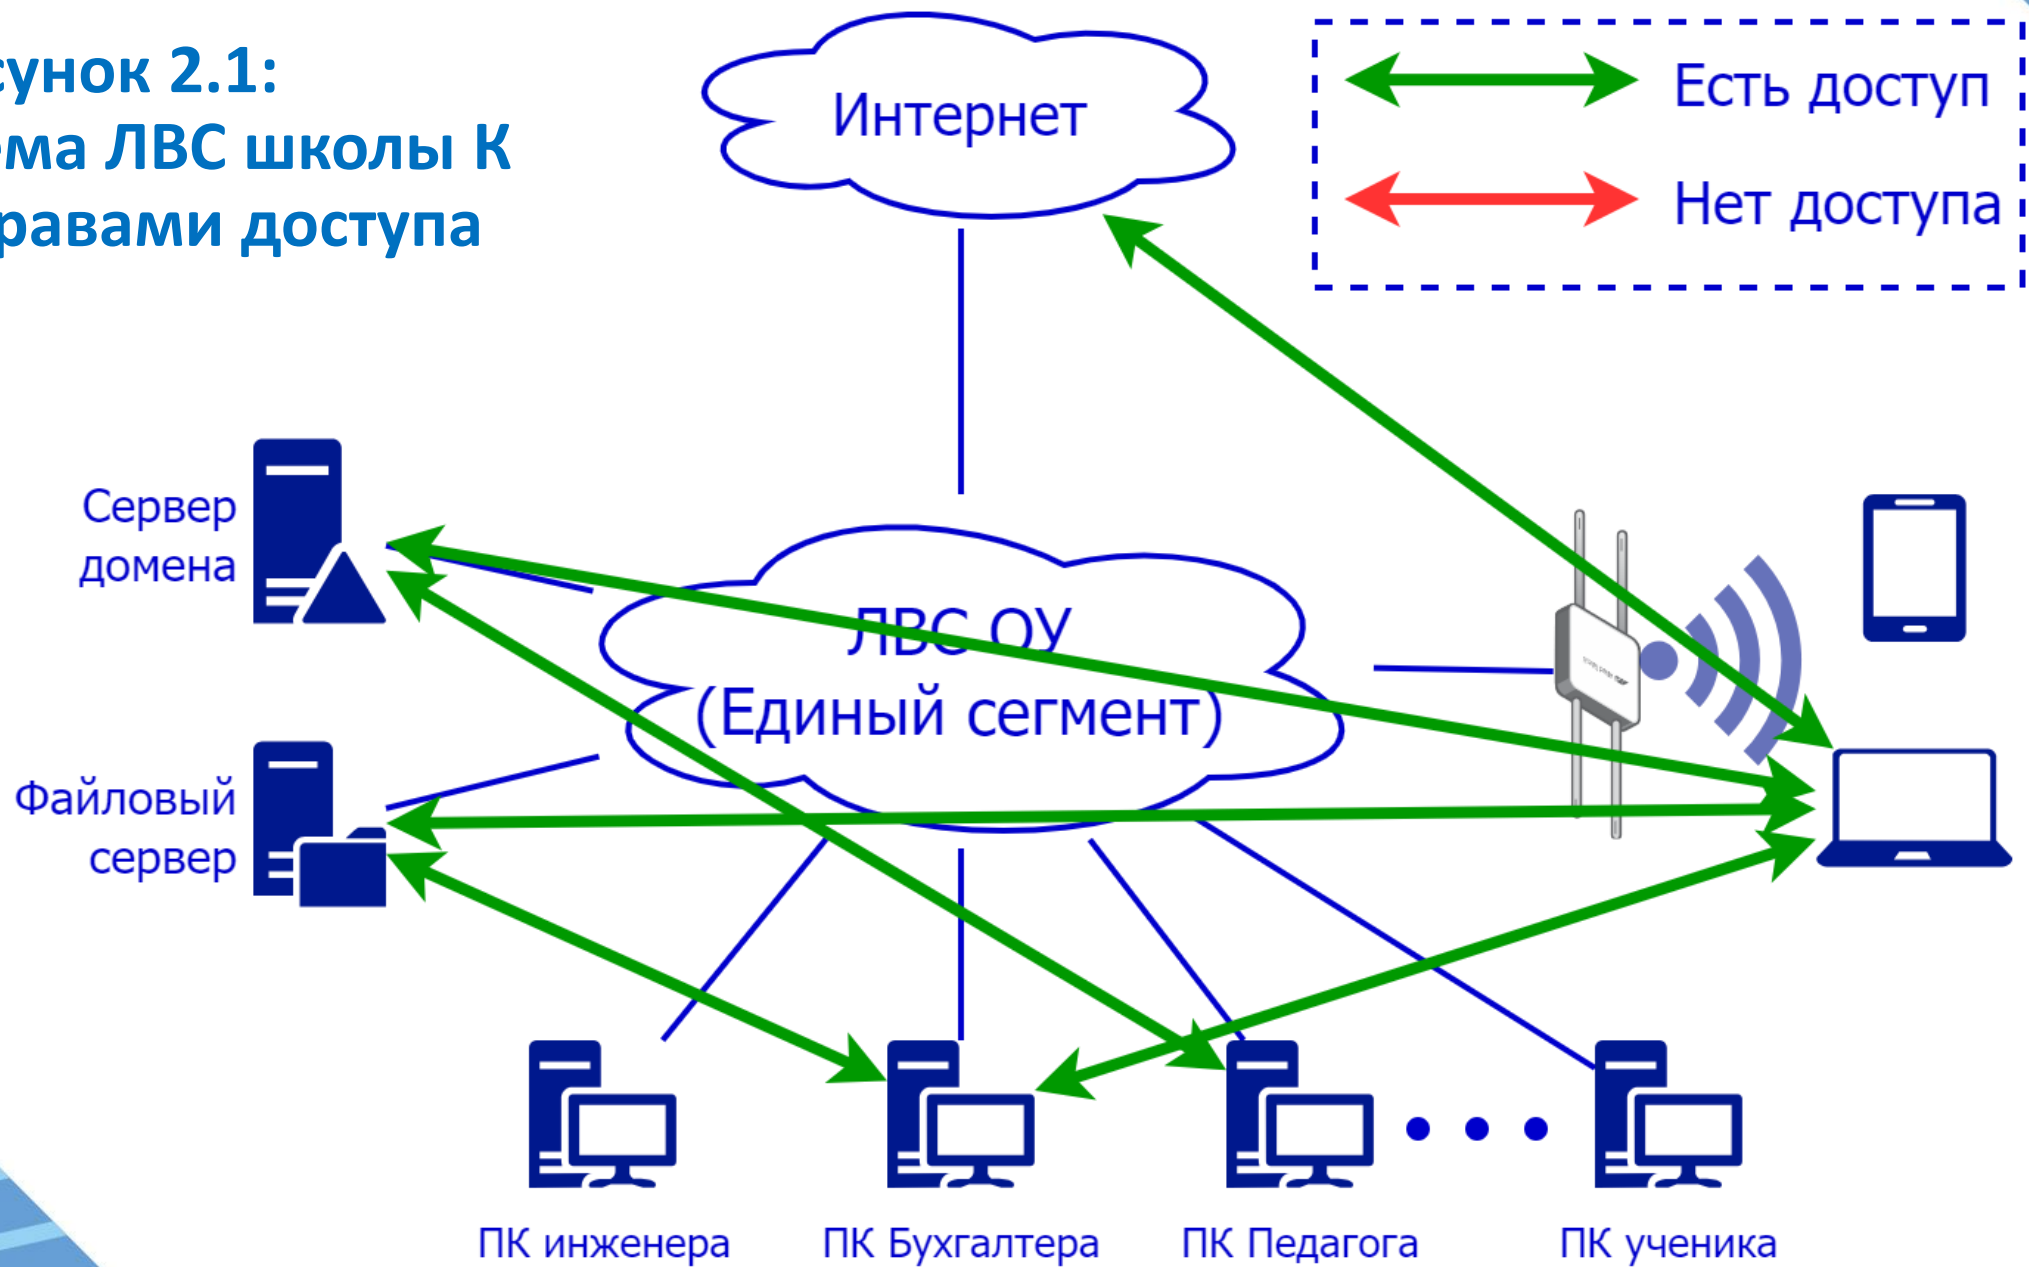 сунок 2.1:
ема ЛВС школы К
равами доступа
Интернет
Есть доступ
Нет доступа
Сервер
домена
ЛВС ОУ
(Единый сегмент)
Файловый
сервер
ПК инженера
ПК Бухгалтера
ПК Педагога
ПК ученика